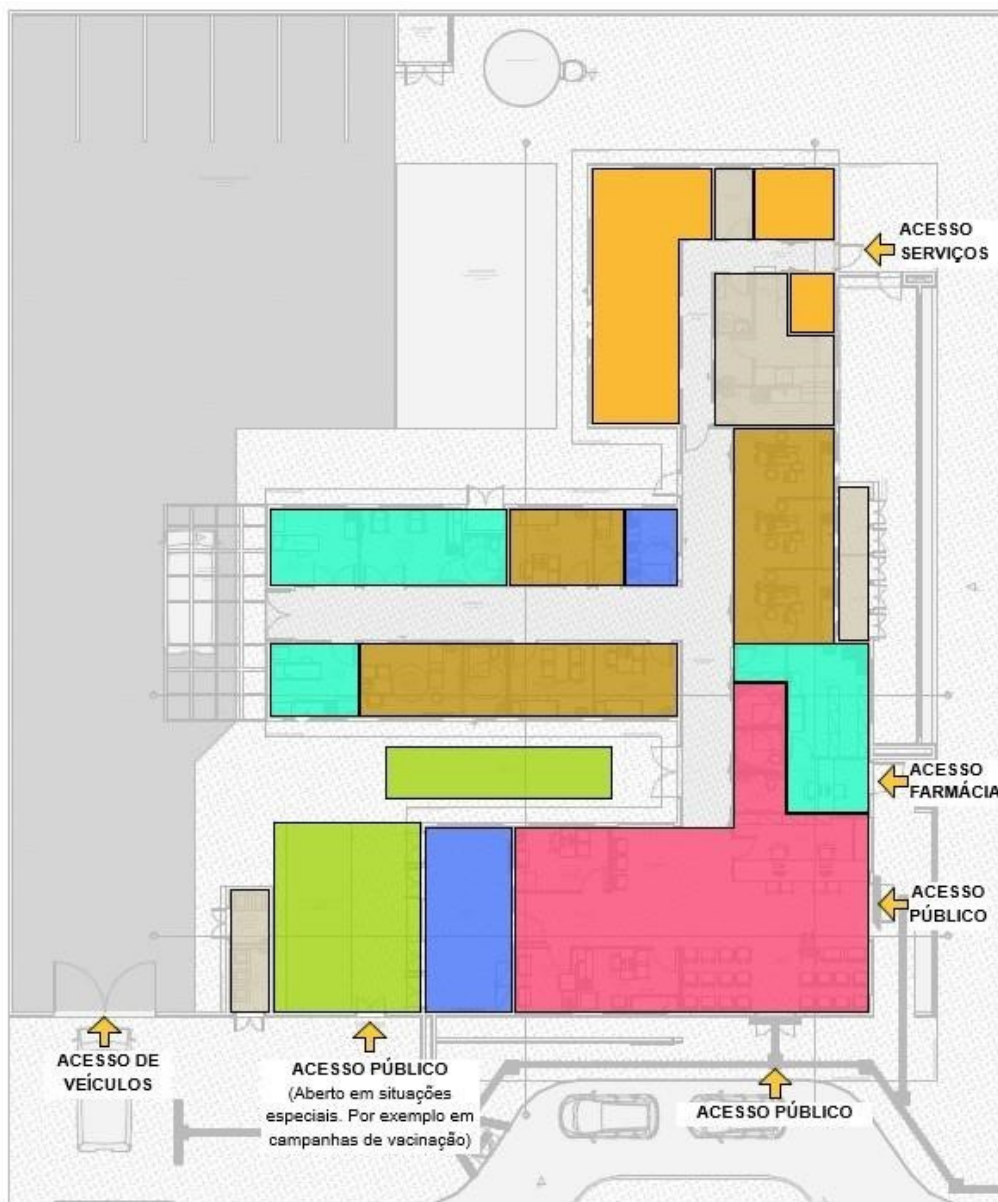 ACESSO
SERVIÇOS
ACESSO
FARMÁCIA
ACESSO
PÚBLICO
ACESSO DE
VEÍCULOS
ACESSO PÚBLICO
(Aberto em situações
especiais. Por exemplo em
campanhas de vacinação)
ACESSO PÚBLICO